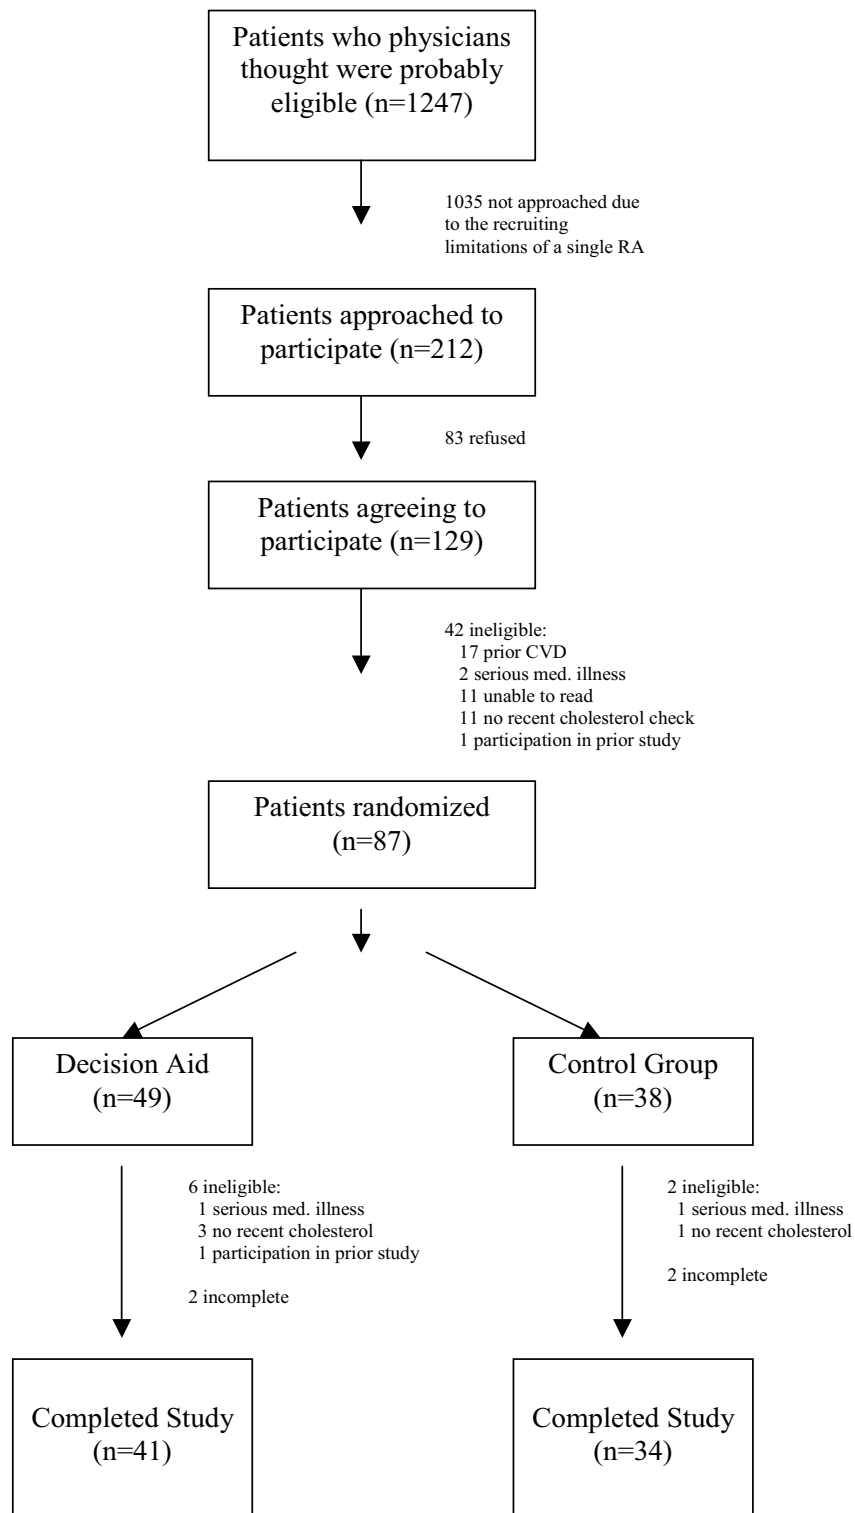 Patients who physicians
thought were probably
eligible (n=1247)
1035 not approached due
to the recruiting
limitations of a single RA
Patients approached to
participate (n=212)
83 refused
Patients agreeing to
participate (n=129)
42 ineligible:
17 prior CVD
2 serious med. illness
11 unable to read
11 no recent cholesterol check
1 participation in prior study
Patients randomized
(n=87)
Decision Aid
(n=49)
Control Group
(n=38)
6 ineligible:
1 serious med. illness
3 no recent cholesterol
1 participation in prior study
2 incomplete
2 ineligible:
1 serious med. illness
1 no recent cholesterol
2 incomplete
Completed Study
(n=41)
Completed Study
(n=34)